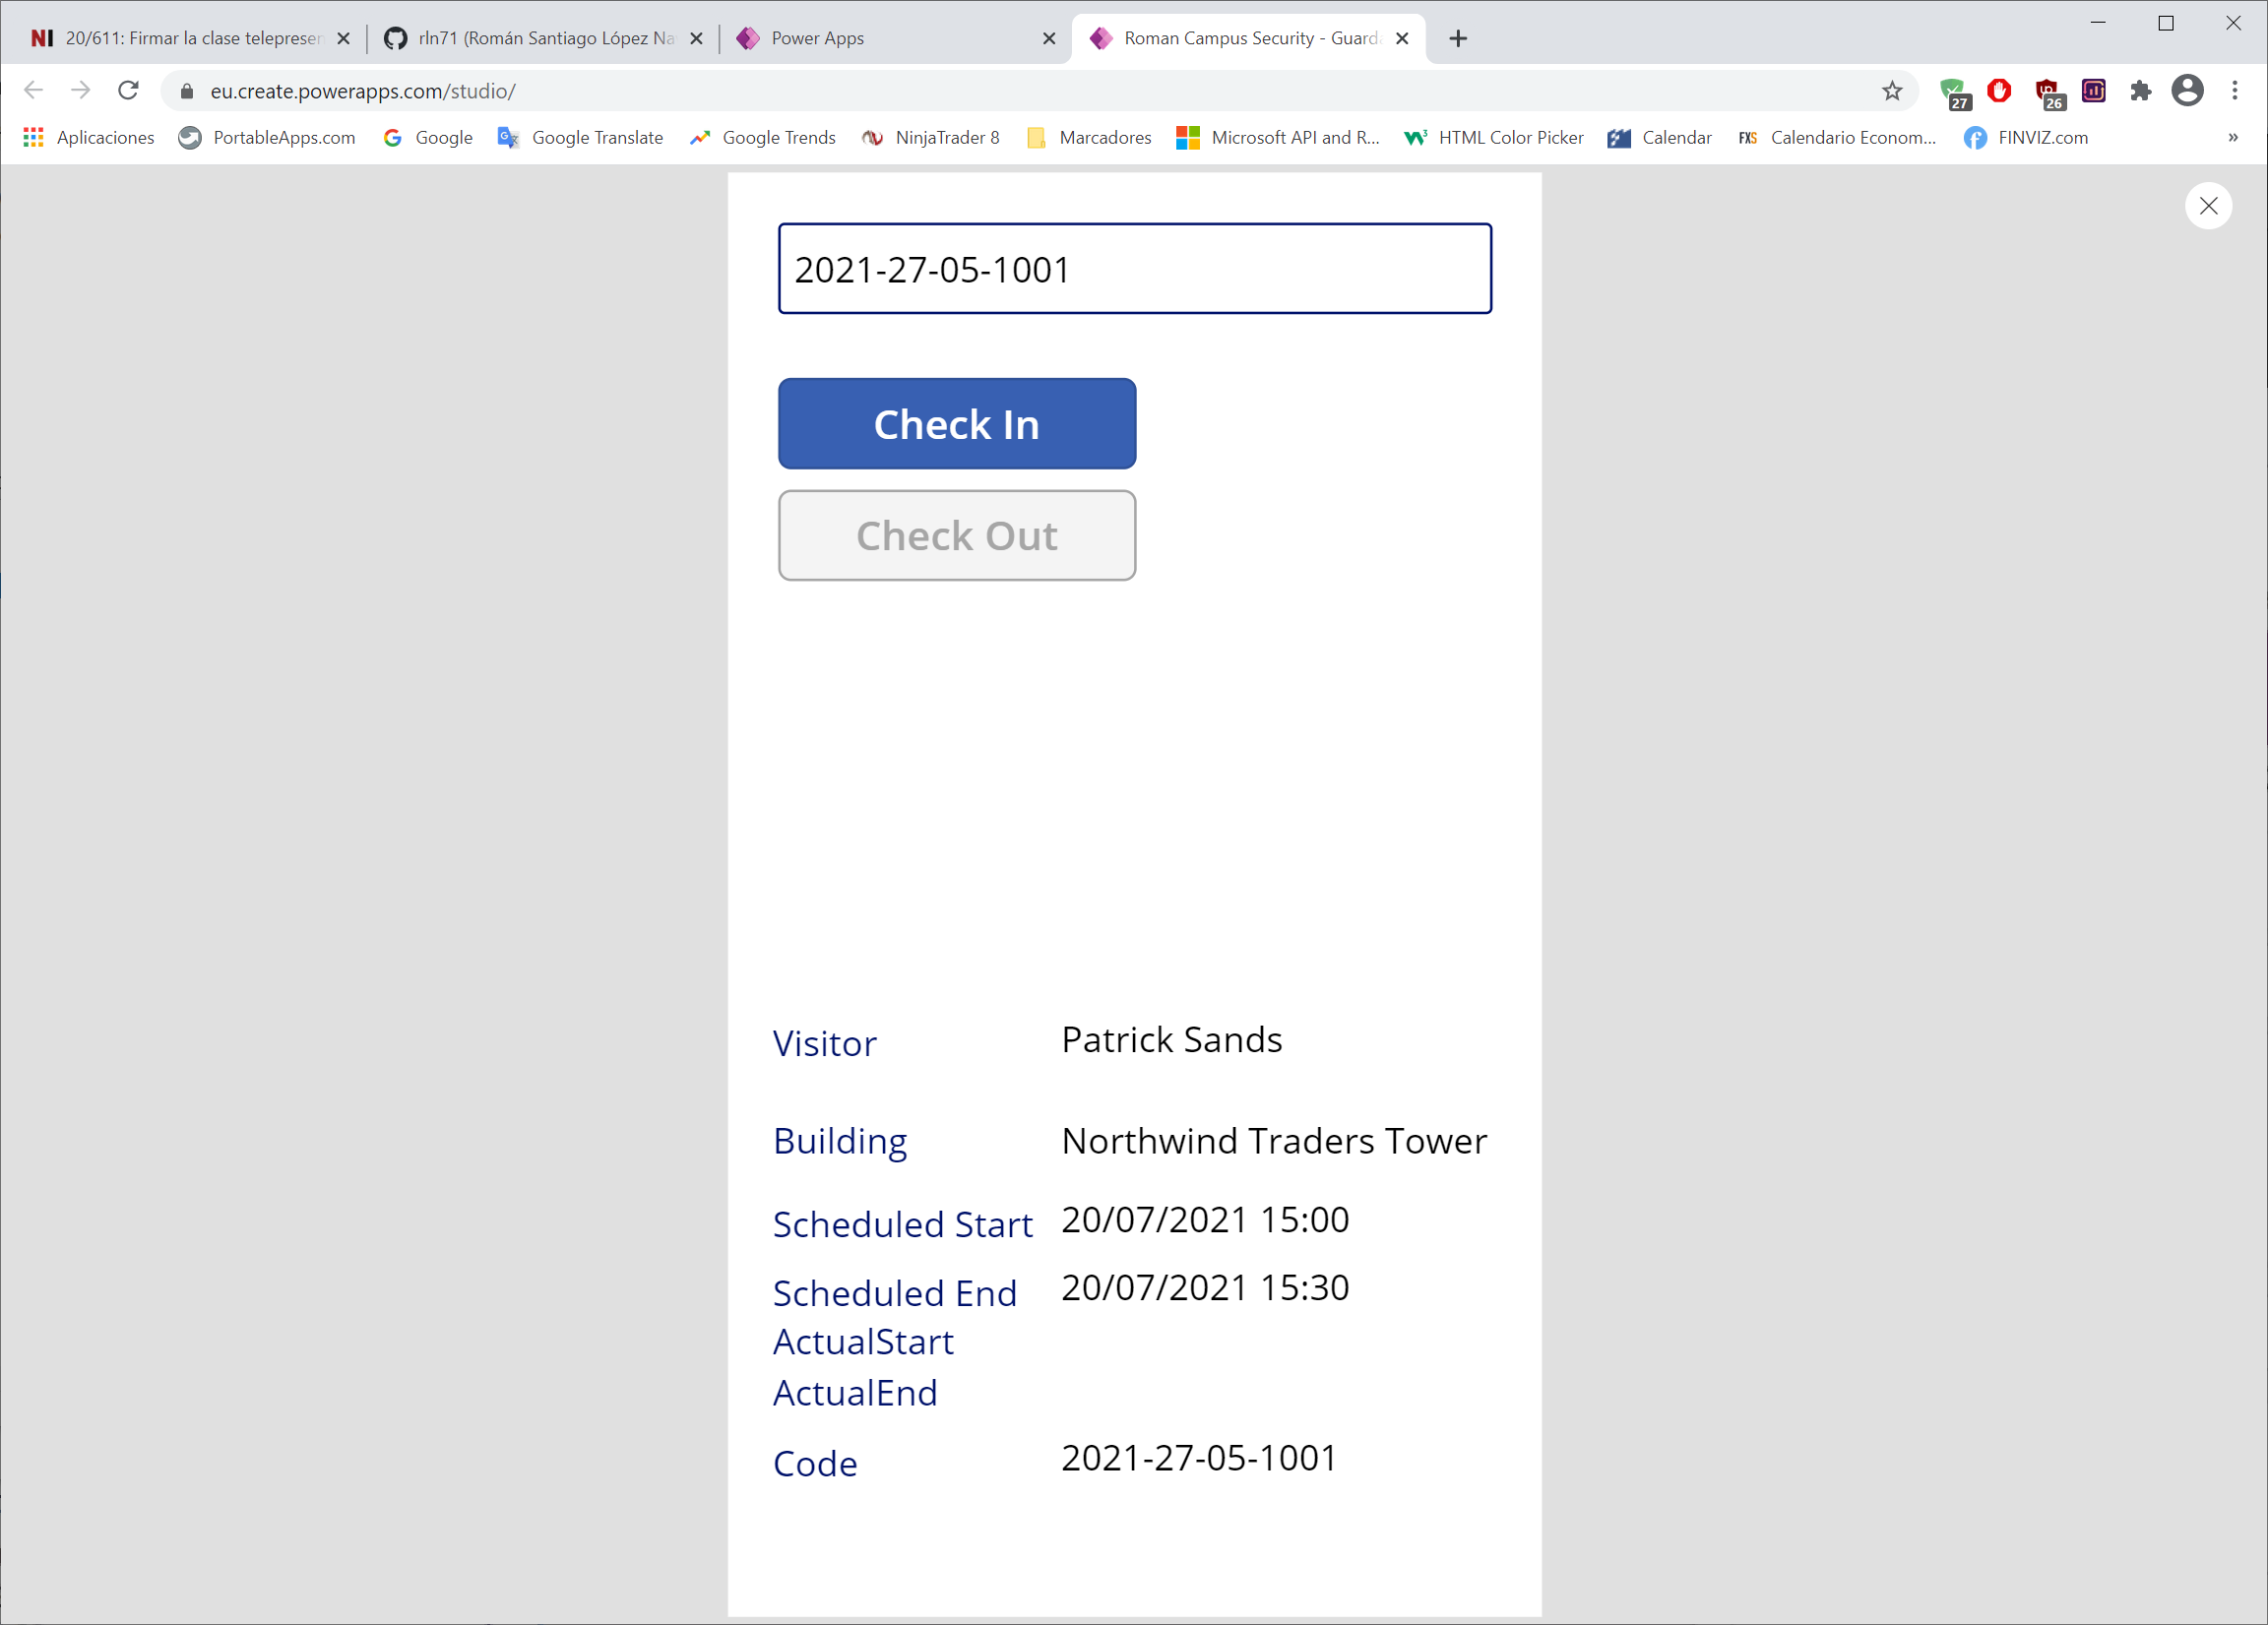 NI 20/611: Firmar la clase telepresen
rln71 (Román Santiago López Na
Power Apps
Roman Campus Security - Guard
eu.create.powerapps.com/studio/
27
26
Aplicaciones
PortableApps.com
Google
Google Translate
Google Trends
NinjaTrader 8
Marcadores
Microsoft API and R...
HTML Color Picker
Calendar
FXS Calendario Econom...
FINVIZ.com
»
2021-27-05-1001
Check In
Check Out
Visitor Patrick Sands
Building Northwind Traders Tower
Scheduled Start 20/07/2021 15:00
Scheduled End 20/07/2021 15:30
ActualStart
ActualEnd
Code 2021-27-05-1001